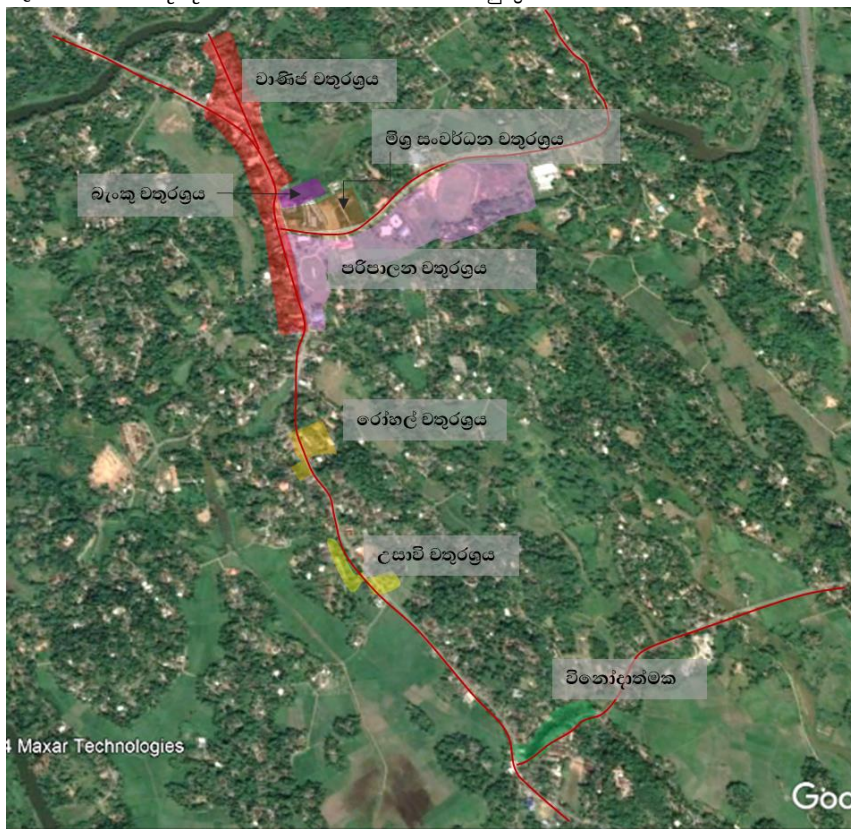 වාණිජ චතුරශ්‍රය
මිශ්‍ර සංවර්ධන චතුරශ්‍රය
බැංකු චතුරශ්‍රය
පරිපාලන චතුරශ්‍රය
රෝහල් චතුරශ්‍රය
උසාවි චතුරශ්‍රය
විනෝදාත්මක
Maxar Technologies
Goo